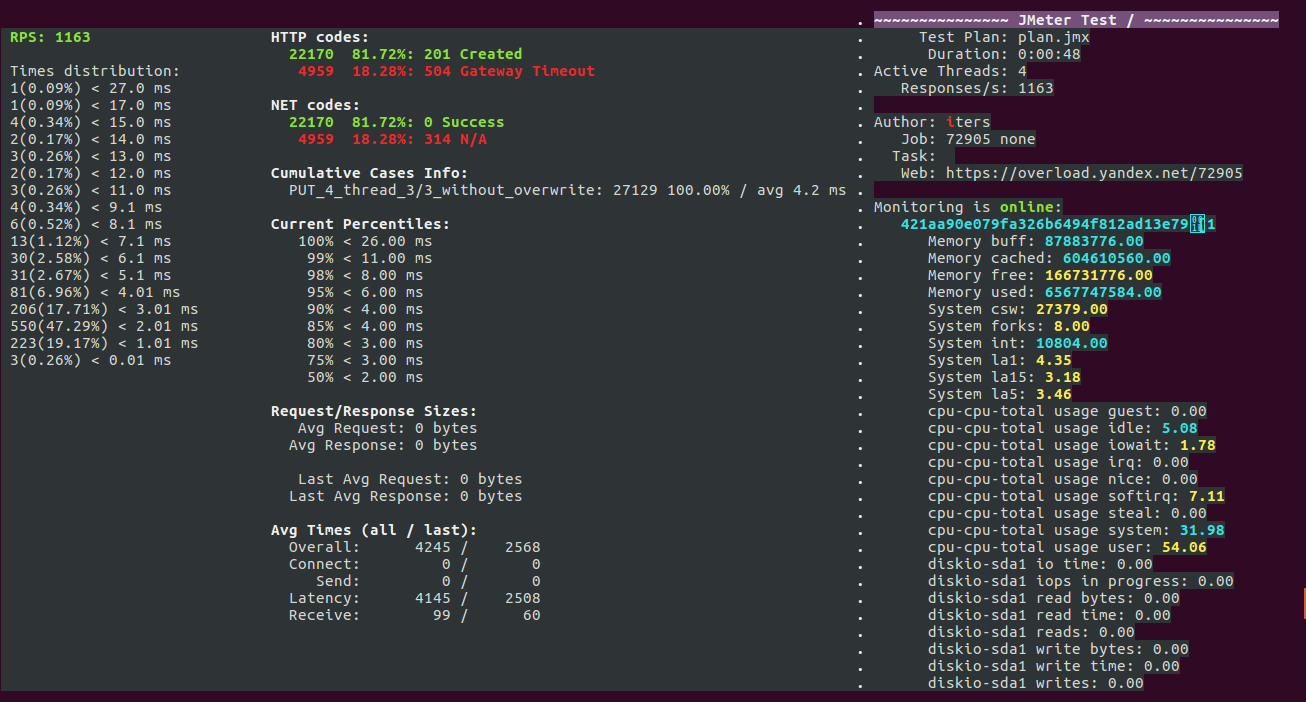 RPS: 1163
Times distribution:
1(0.09%) < 27.0 ms
1(0.09%) < 17.0 ms
4(0.34%) < 15.0 ms
2(0.17%) < 14.0 ms
3(0.26%) < 13.0 ms
2(0.17%) < 12.0 ms
3(0.26%) < 11.0 ms
4(0.34%) < 9.1 ms
6(0.52%) < 8.1 ms
13(1.12%) < 7.1 ms
30(2.58%) < 6.1 ms
31(2.67%) < 5.1 ms
81(6.96%) < 4.01 ms
206(17.71%) < 3.01 ms
550(47.29%) < 2.01 ms
223(19.17%) < 1.01 ms
3(0.26%) < 0.01 ms
HTTP codes:
22170 81.72%: 201 Created
4959 18.28%: 504 Gateway Timeout
NET codes:
22170 81.72%: 0 Success
4959 18.28%: 314 N/A
Cumulative Cases Info:
PUT_4_thread_3/3_without_overwrite: 27129 100.00% / avg 4.2 ms
Current Percentiles:
100% < 26.00 ms
99% < 11.00 ms
98% < 8.00 ms
95% < 6.00 ms
90% < 4.00 ms
85% < 4.00 ms
80% < 3.00 ms
75% < 3.00 ms
50% < 2.00 ms
Request/Response Sizes:
Avg Request: 0 bytes
Avg Response: 0 bytes
Last Avg Request: 0 bytes
Last Avg Response: 0 bytes
Avg Times (all / last):
Overall: 4245 / 2568
Connect: 0 / 0
Send: 0 / 0
Latency: 4145 / 2508
Receive: 99 / 60
~~~~~~~~~~~~~~~ JMeter Test / ~~~~~~~~~~~~~~~
Test Plan: plan.jmx
Duration: 0:00:48
Active Threads: 4
Responses/s: 1163
Author: iters
Job: 72905 none
Task:
Web: https://overload.yandex.net/72905
Monitoring is online:
421aa90e079fa326b6494f812ad13e79 1
Memory buff: 87883776.00
Memory cached: 604610560.00
Memory free: 166731776.00
Memory used: 6567747584.00
System csw: 27379.00
System forks: 8.00
System int: 10804.00
System la1: 4.35
System la15: 3.18
System la5: 3.46
cpu-cpu-total usage guest: 0.00
cpu-cpu-total usage idle: 5.08
cpu-cpu-total usage iowait: 1.78
cpu-cpu-total usage irq: 0.00
cpu-cpu-total usage nice: 0.00
cpu-cpu-total usage softirq: 7.11
cpu-cpu-total usage steal: 0.00
cpu-cpu-total usage system: 31.98
cpu-cpu-total usage user: 54.06
diskio-sda1 io time: 0.00
diskio-sda1 iops in progress: 0.00
diskio-sda1 read bytes: 0.00
diskio-sda1 read time: 0.00
diskio-sda1 reads: 0.00
diskio-sda1 write bytes: 0.00
diskio-sda1 write time: 0.00
diskio-sda1 writes: 0.00